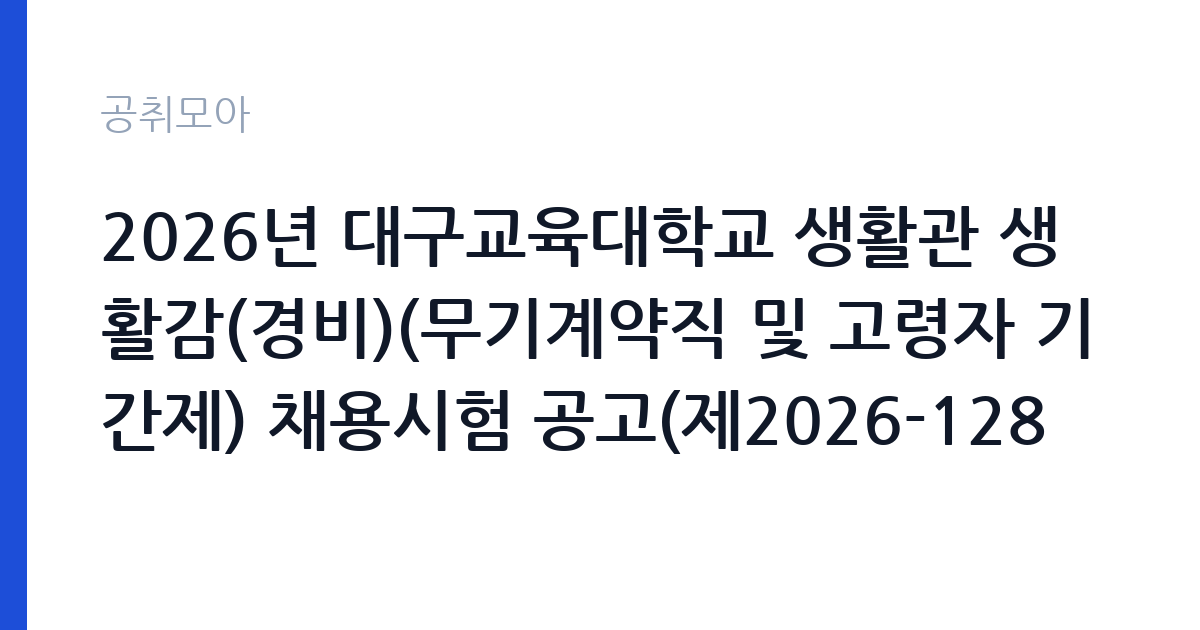 공취모아
2026년 대구교육대학교 생활관 생
활감(경비)(무기계약직 및 고령자 기
간제) 채용시험 공고(제2026-128